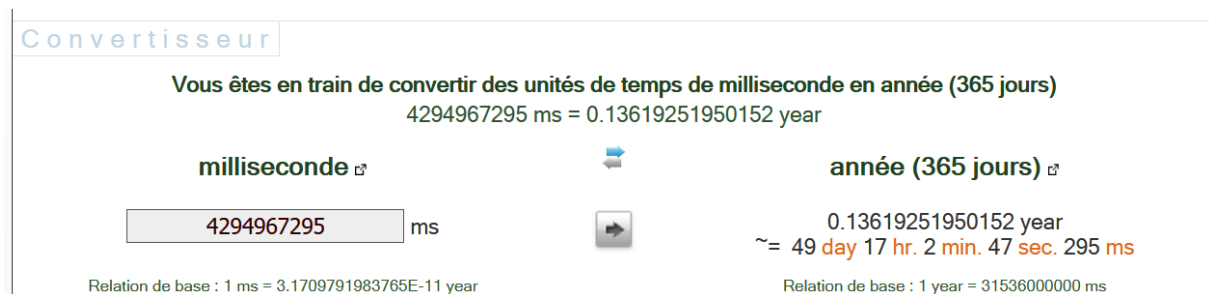 Convertisseur
Vous êtes en train de convertir des unités de temps de milliseconde en année (365 jours)
4294967295 ms = 0.13619251950152 year
milliseconde
année (365 jours)
4294967295 ms
0.13619251950152 year
~= 49 day 17 hr. 2 min. 47 sec. 295 ms
Relation de base : 1 ms = 3.1709791983765E-11 year
Relation de base : 1 year = 31536000000 ms